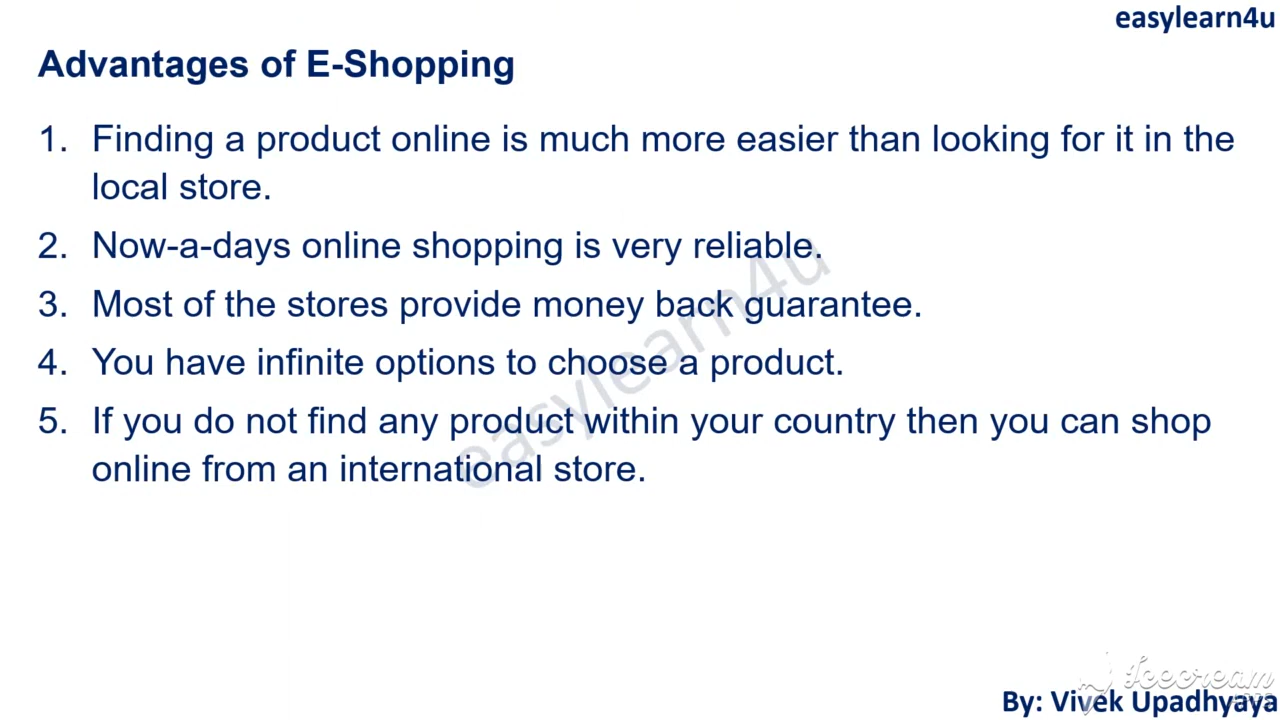 easylearn4u
Advantages of E-Shopping
1. Finding a product online is much more easier than looking for it in the
local store.
2. Now-a-days online shopping is very reliable.
3. Most of the stores provide money back guarantee.
4. You have infinite options to choose a product.
5. If you do not find any product within your country then you can shop
online from an international store.
easylearn4u
Icecream
APPS
By: Vivek Upadhyaya